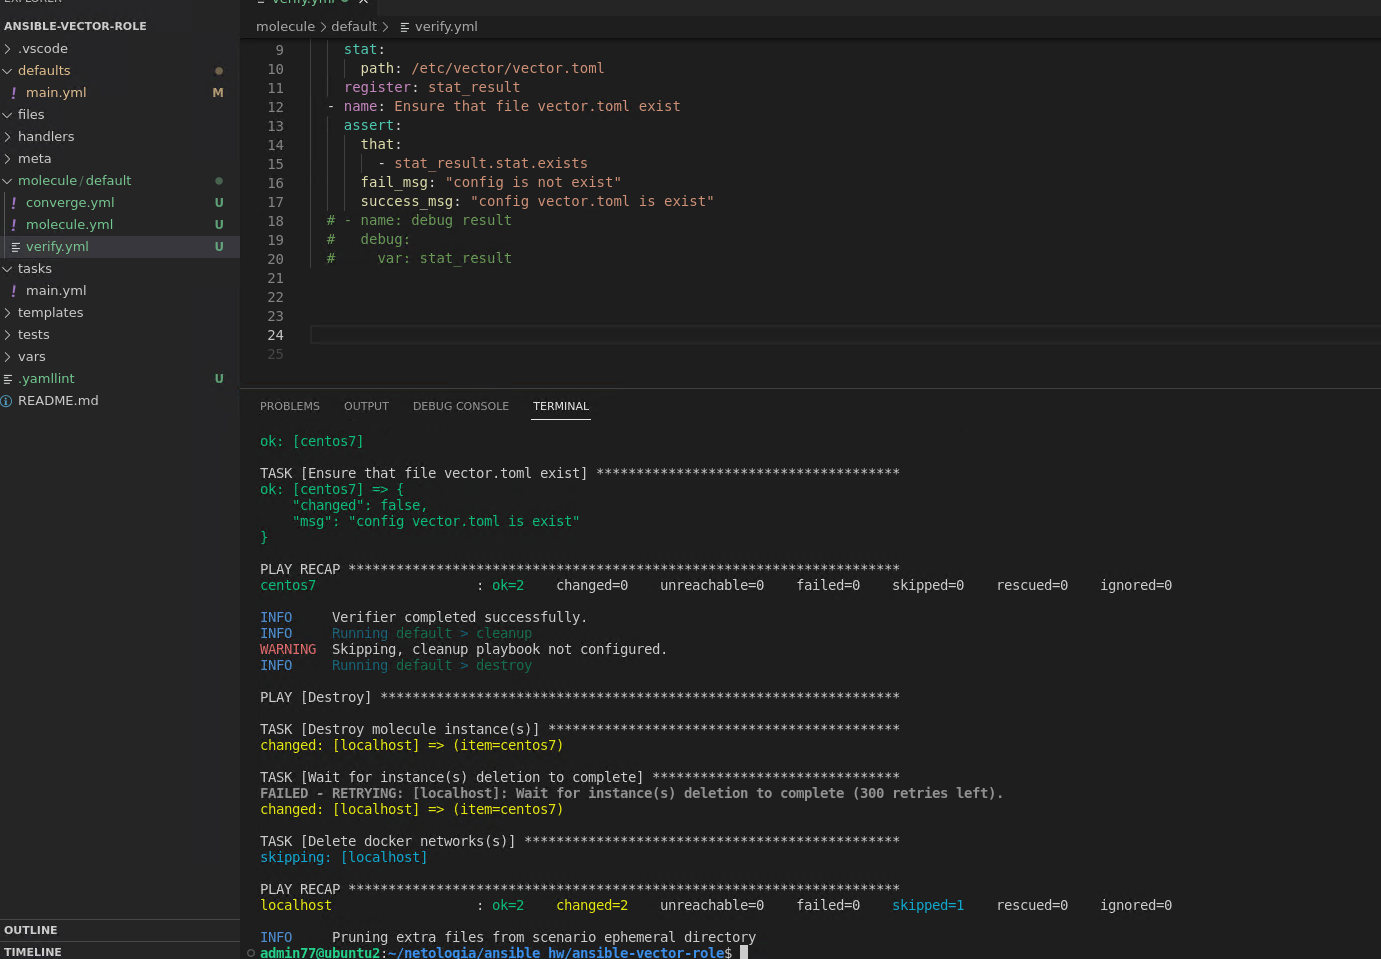 EXPLORER
ANSIBLE-VECTOR-ROLE
.vscode
defaults
! main.yml M
files
handlers
meta
molecule / default
! converge.yml U
! molecule.yml U
verify.yml U
tasks
! main.yml
templates
tests
vars
.yamllint U
README.md
OUTLINE
TIMELINE
verify.yml
molecule > default > verify.yml
9 stat:
10 path: /etc/vector/vector.toml
11 register: stat_result
12 - name: Ensure that file vector.toml exist
13 assert:
14 that:
15 - stat_result.stat.exists
16 fail_msg: "config is not exist"
17 success_msg: "config vector.toml is exist"
18 # - name: debug result
19 #   debug:
20 #     var: stat_result
21
22
23
24
25
PROBLEMS OUTPUT DEBUG CONSOLE TERMINAL
ok: [centos7]
TASK [Ensure that file vector.toml exist] **************************************
ok: [centos7] => {
    "changed": false,
    "msg": "config vector.toml is exist"
}
PLAY RECAP *********************************************************************
centos7 : ok=2 changed=0 unreachable=0 failed=0 skipped=0 rescued=0 ignored=0
INFO Verifier completed successfully.
INFO Running default > cleanup
WARNING Skipping, cleanup playbook not configured.
INFO Running default > destroy
PLAY [Destroy] *****************************************************************
TASK [Destroy molecule instance(s)] ********************************************
changed: [localhost] => (item=centos7)
TASK [Wait for instance(s) deletion to complete] *******************************
FAILED - RETRYING: [localhost]: Wait for instance(s) deletion to complete (300 retries left).
changed: [localhost] => (item=centos7)
TASK [Delete docker networks(s)] ***********************************************
skipping: [localhost]
PLAY RECAP *********************************************************************
localhost : ok=2 changed=2 unreachable=0 failed=0 skipped=1 rescued=0 ignored=0
INFO Pruning extra files from scenario ephemeral directory
admin77@ubuntu2:~/netologia/ansible_hw/ansible-vector-role$